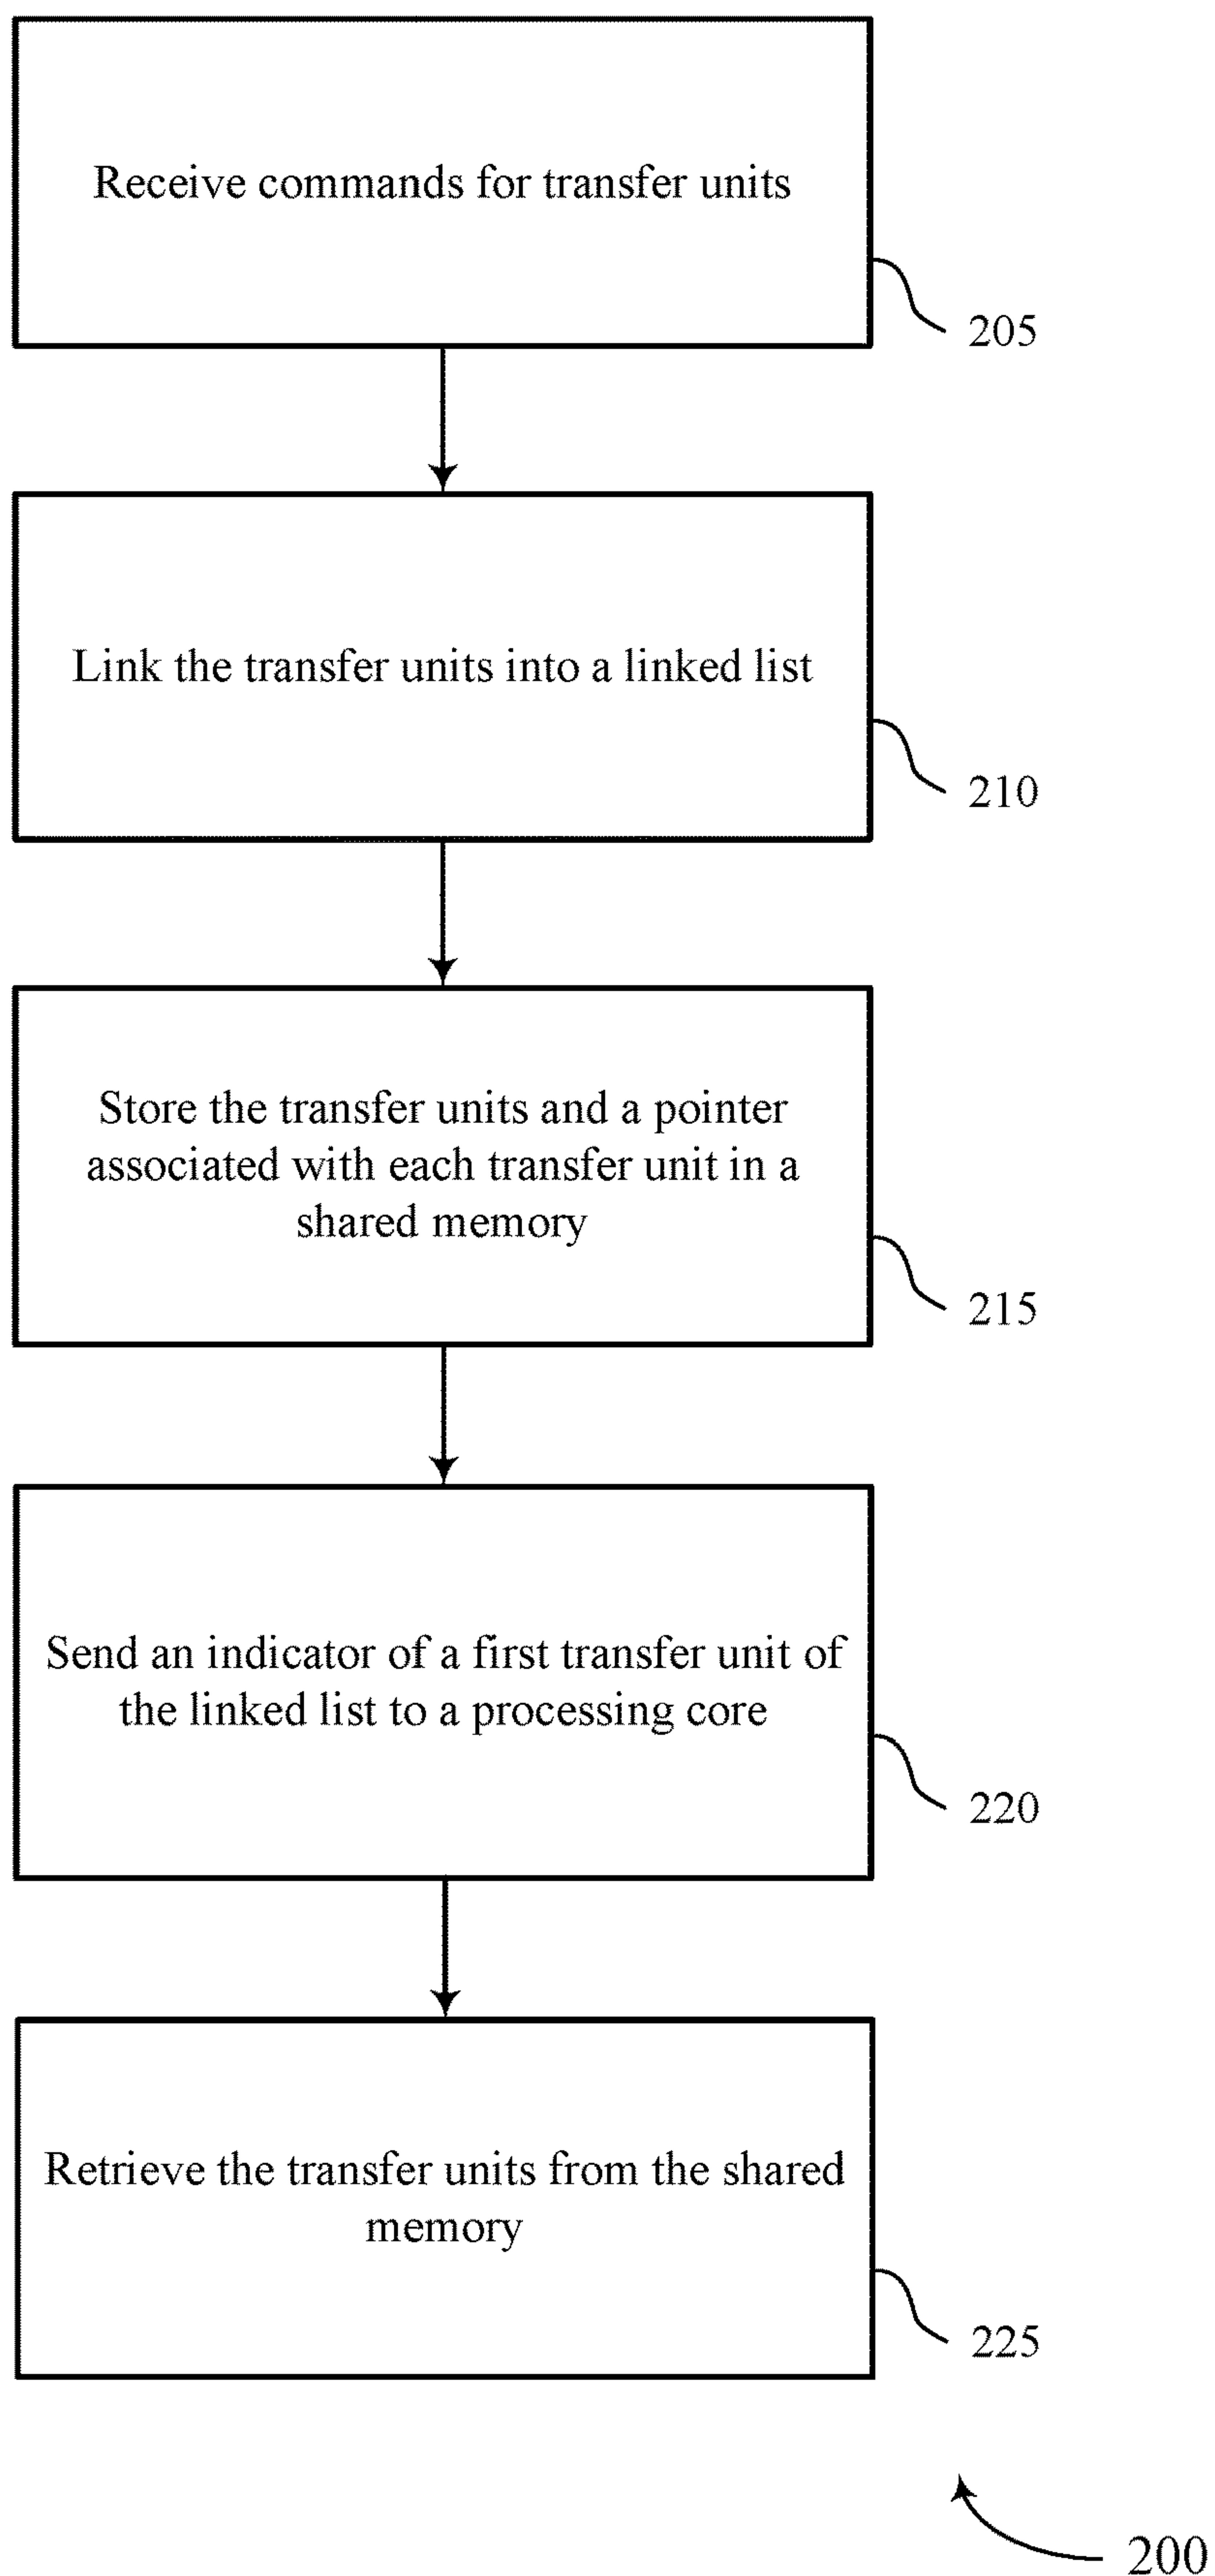 Receive commands for transfer units
205
Link the transfer units into a linked list
210
Store the transfer units and a pointer
associated with each transfer unit in a
shared memory
215
Send an indicator of a first transfer unit of
the linked list to a processing core
220
Retrieve the transfer units from the shared
memory
225
200